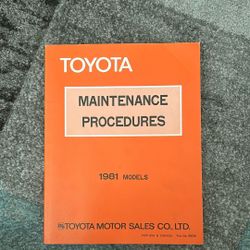 TOYOTA
MAINTENANCE
PROCEDURES
1981 MODELS
TOYOTA MOTOR SALES CO., LTD.